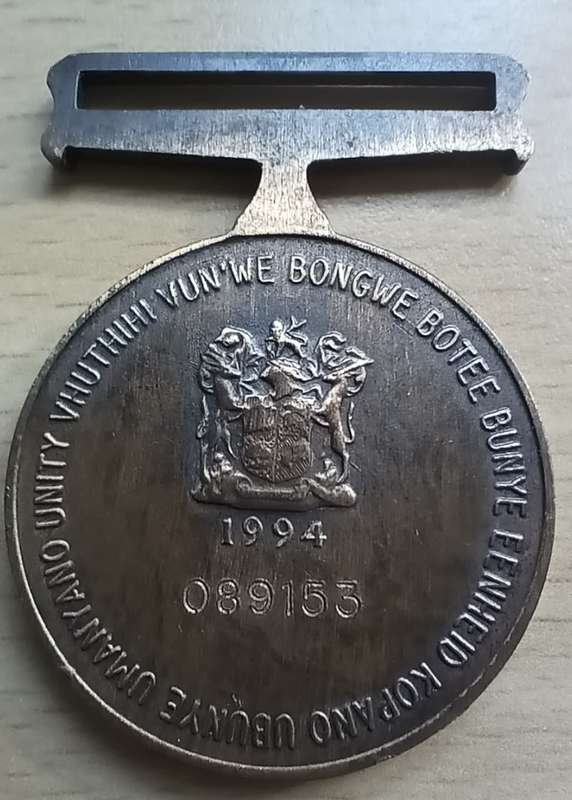 UNITY VHUTHIHI VUN'WE BONGWE BOTEE BUNYE EENHEID KOPANO UBUNYE UMANYANO
1994
089153